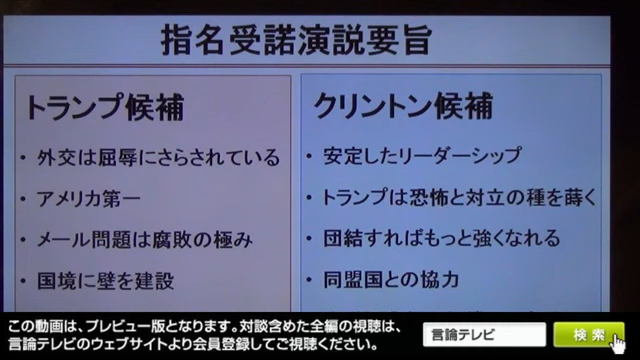 指名受諾演説要旨
トランプ候補
・外交は屈辱にさらされている
・アメリカ第一
・メール問題は腐敗の極み
・国境に壁を建設
クリントン候補
・安定したリーダーシップ
・トランプは恐怖と対立の種を蒔く
・団結すればもっと強くなれる
・同盟国との協力
この動画は、プレビュー版となります。対談含めた全編の視聴は、
言論テレビのウェブサイトより会員登録してご視聴ください。
言論テレビ
検索